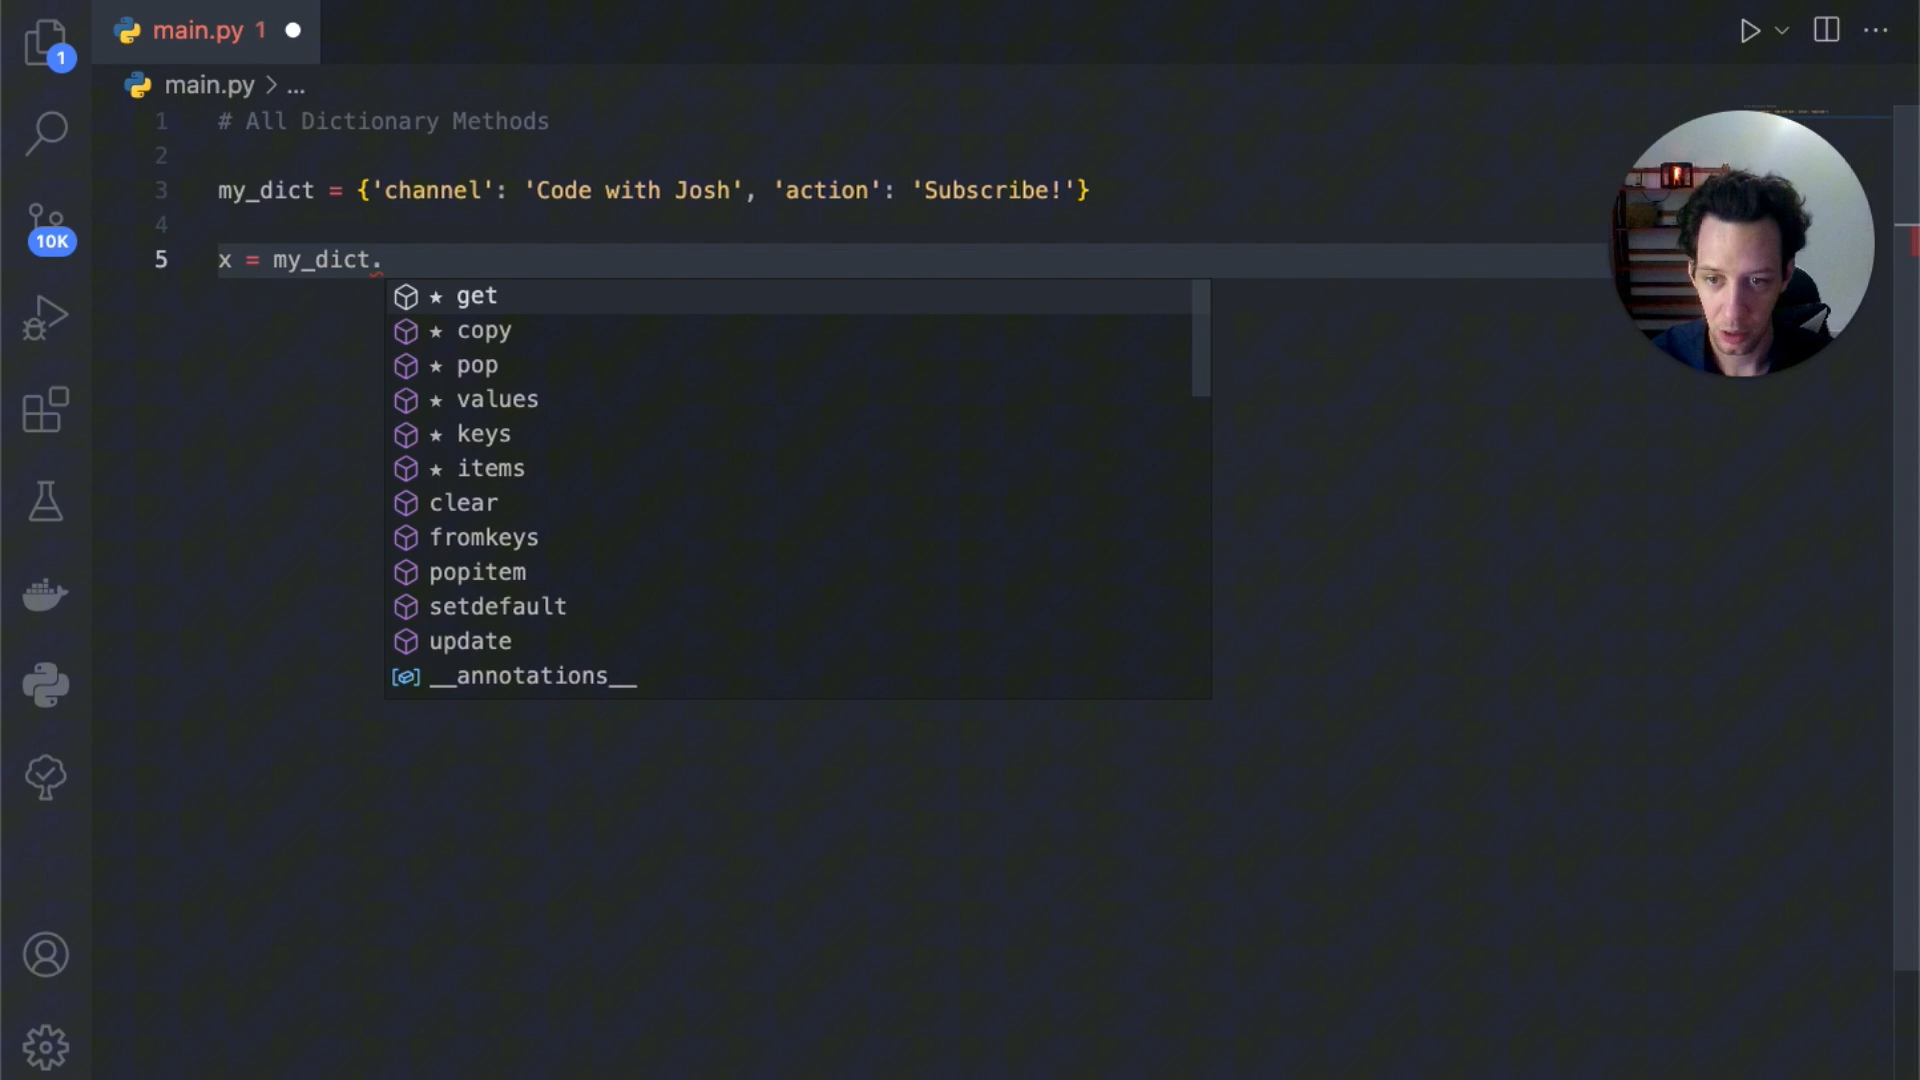 main.py 1
1
main.py > ...
1 # All Dictionary Methods
2
3 my_dict = {'channel': 'Code with Josh', 'action': 'Subscribe!'}
4
10K
5 x = my_dict.
★ get
★ copy
★ pop
★ values
★ keys
★ items
clear
fromkeys
popitem
setdefault
update
__annotations__